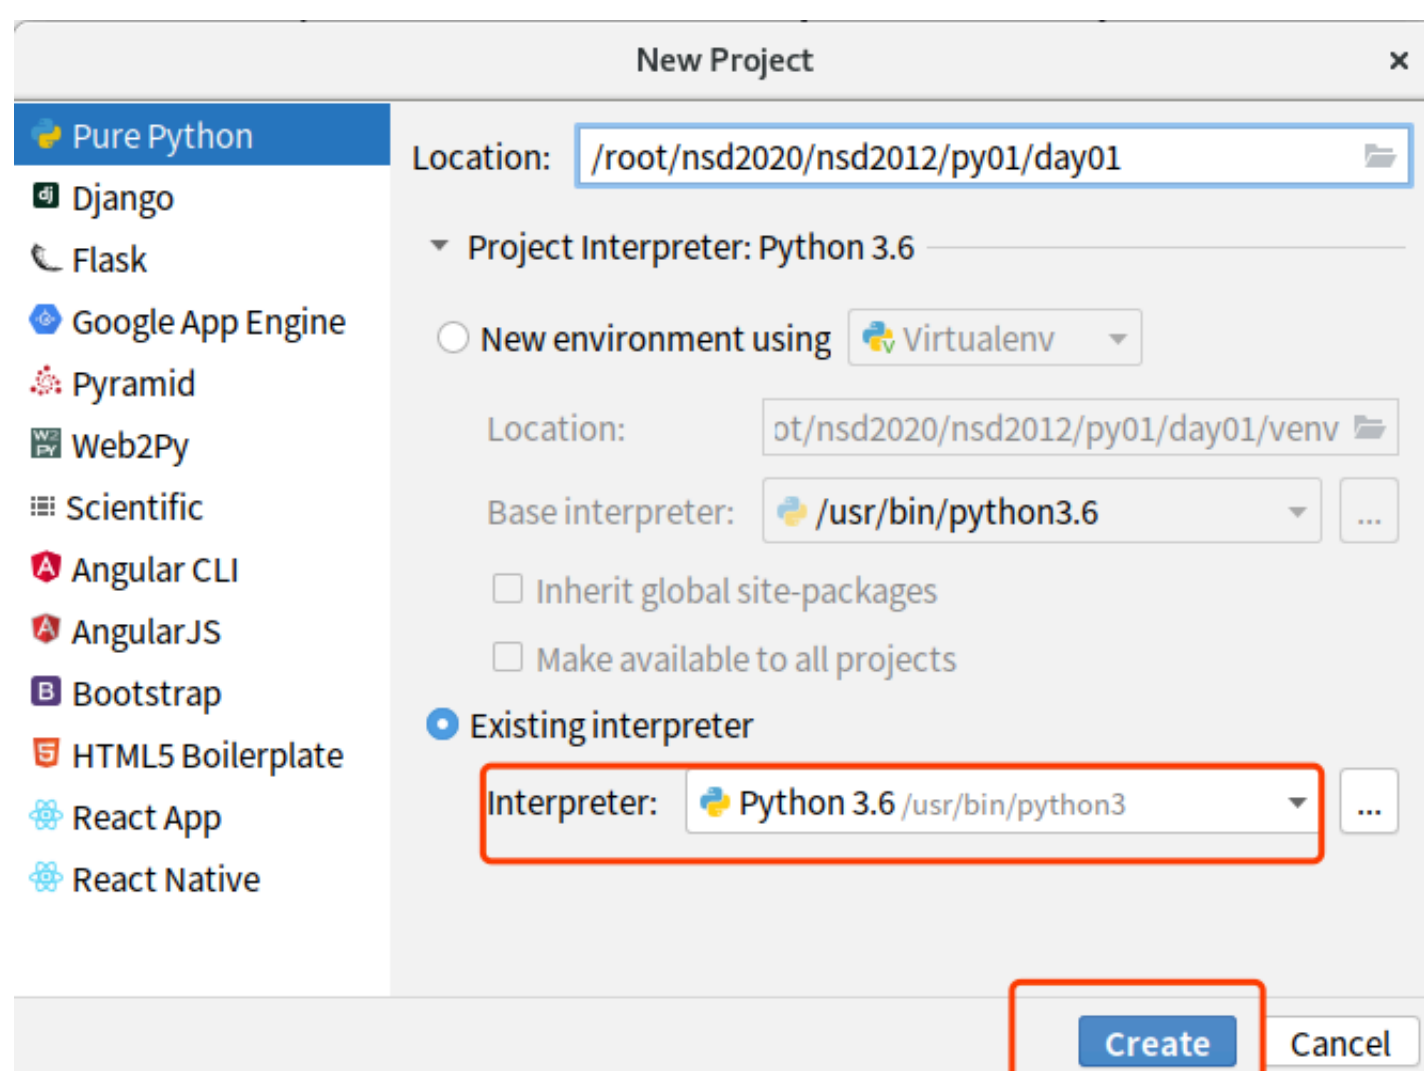 New Project
Pure Python
Django
Flask
Google App Engine
Pyramid
Web2Py
Scientific
Angular CLI
AngularJS
Bootstrap
HTML5 Boilerplate
React App
React Native
Location: /root/nsd2020/nsd2012/py01/day01
Project Interpreter: Python 3.6
New environment using Virtualenv
Location: ot/nsd2020/nsd2012/py01/day01/venv
Base interpreter: /usr/bin/python3.6 ...
Inherit global site-packages
Make available to all projects
Existing interpreter
Interpreter: Python 3.6 /usr/bin/python3 ...
Create Cancel